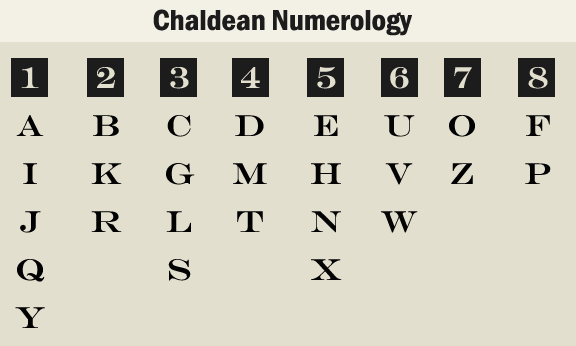 Chaldean Numerology
1 2 3 4 5 6 7 8
A B C D E U O F
I K G M H V Z P
J R L T N W
Q S X
Y